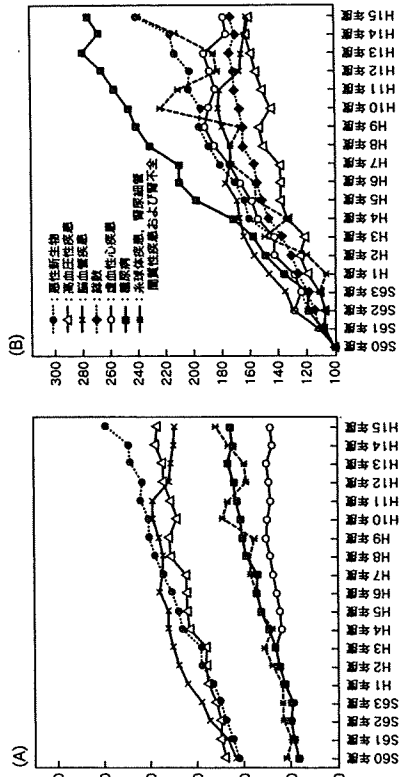 (A)
0
0
0
0
0
0
S60年度
S61年度
S62年度
S63年度
H1年度
H2年度
H3年度
H4年度
H5年度
H6年度
H7年度
H8年度
H9年度
H10年度
H11年度
H12年度
H13年度
H14年度
H15年度
(B)
300
280
260
240
220
200
180
160
140
120
100
悪性新生物
高血圧性疾患
脳血管疾患
総数
虚血性心疾患
糖尿病
糸球体疾患、腎尿細管
間質性疾患および腎不全
S60年度
S61年度
S62年度
S63年度
H1年度
H2年度
H3年度
H4年度
H5年度
H6年度
H7年度
H8年度
H9年度
H10年度
H11年度
H12年度
H13年度
H14年度
H15年度